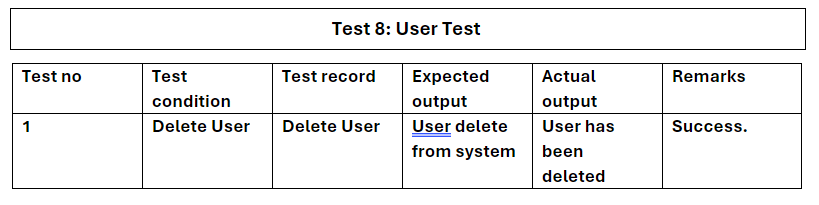 Test 8: User Test
Test no
Test condition
Test record
Expected output
Actual output
Remarks
1
Delete User
Delete User
User delete from system
User has been deleted
Success.